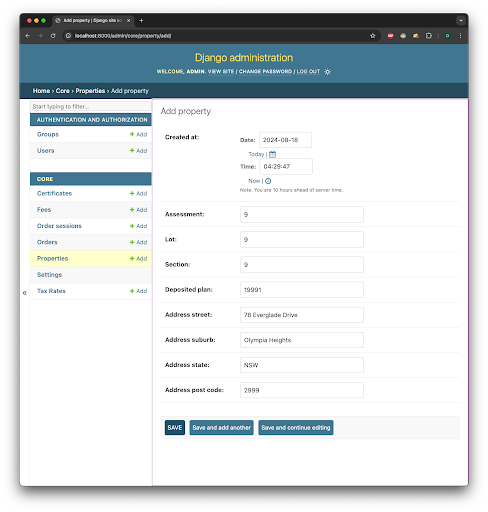 Django site ad
localhost:8000/admin/core/property/add/
Django administration
WELCOME, ADMIN. VIEW SITE / CHANGE PASSWORD / LOG OUT
Home › Core › Properties › Add property
Start typing to filter...
AUTHENTICATION AND AUTHORIZATION
Groups + Add
Users + Add
CORE
Certificates + Add
Fees + Add
Order sessions + Add
Orders + Add
Properties + Add
Settings
Tax Rates + Add
«
Add property
Created at:
Date: 2024-08-18
Today |
Time: 04:29:47
Now |
Note: You are 10 hours ahead of server time.
Assessment: 9
Lot: 9
Section: 9
Deposited plan: 19991
Address street: 78 Everglade Drive
Address suburb: Olympia Heights
Address state: NSW
Address post code: 2999
SAVE
Save and add another
Save and continue editing